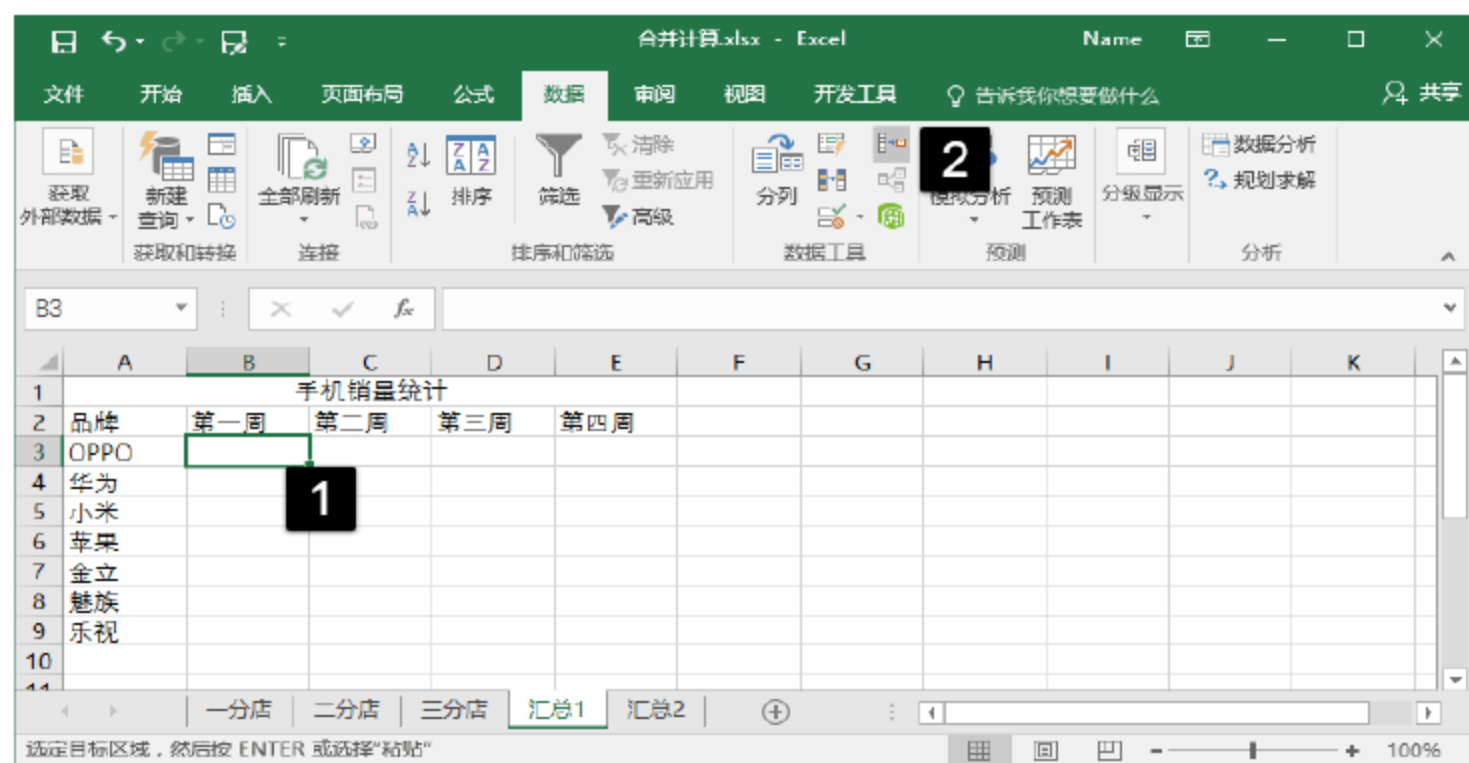 合并计算.xlsx - Excel Name
文件 开始 插入 页面布局 公式 数据 审阅 视图 开发工具 告诉我你想要做什么 共享
获取
外部数据
新建
查询
全部刷新
排序
筛选
清除
重新应用
高级
分列
2
模拟分析
预测
工作表
分级显示
数据分析
规划求解
获取和转换 连接 排序和筛选 数据工具 预测 分析
B3 fx
A B C D E F G H I J K
1 手机销量统计
2 品牌 第一周 第二周 第三周 第四周
3 OPPO
4 华为
1
5 小米
6 苹果
7 金立
8 魅族
9 乐视
10
11
一分店 二分店 三分店 汇总1 汇总2
选定目标区域，然后按 ENTER 或选择"粘贴" 100%